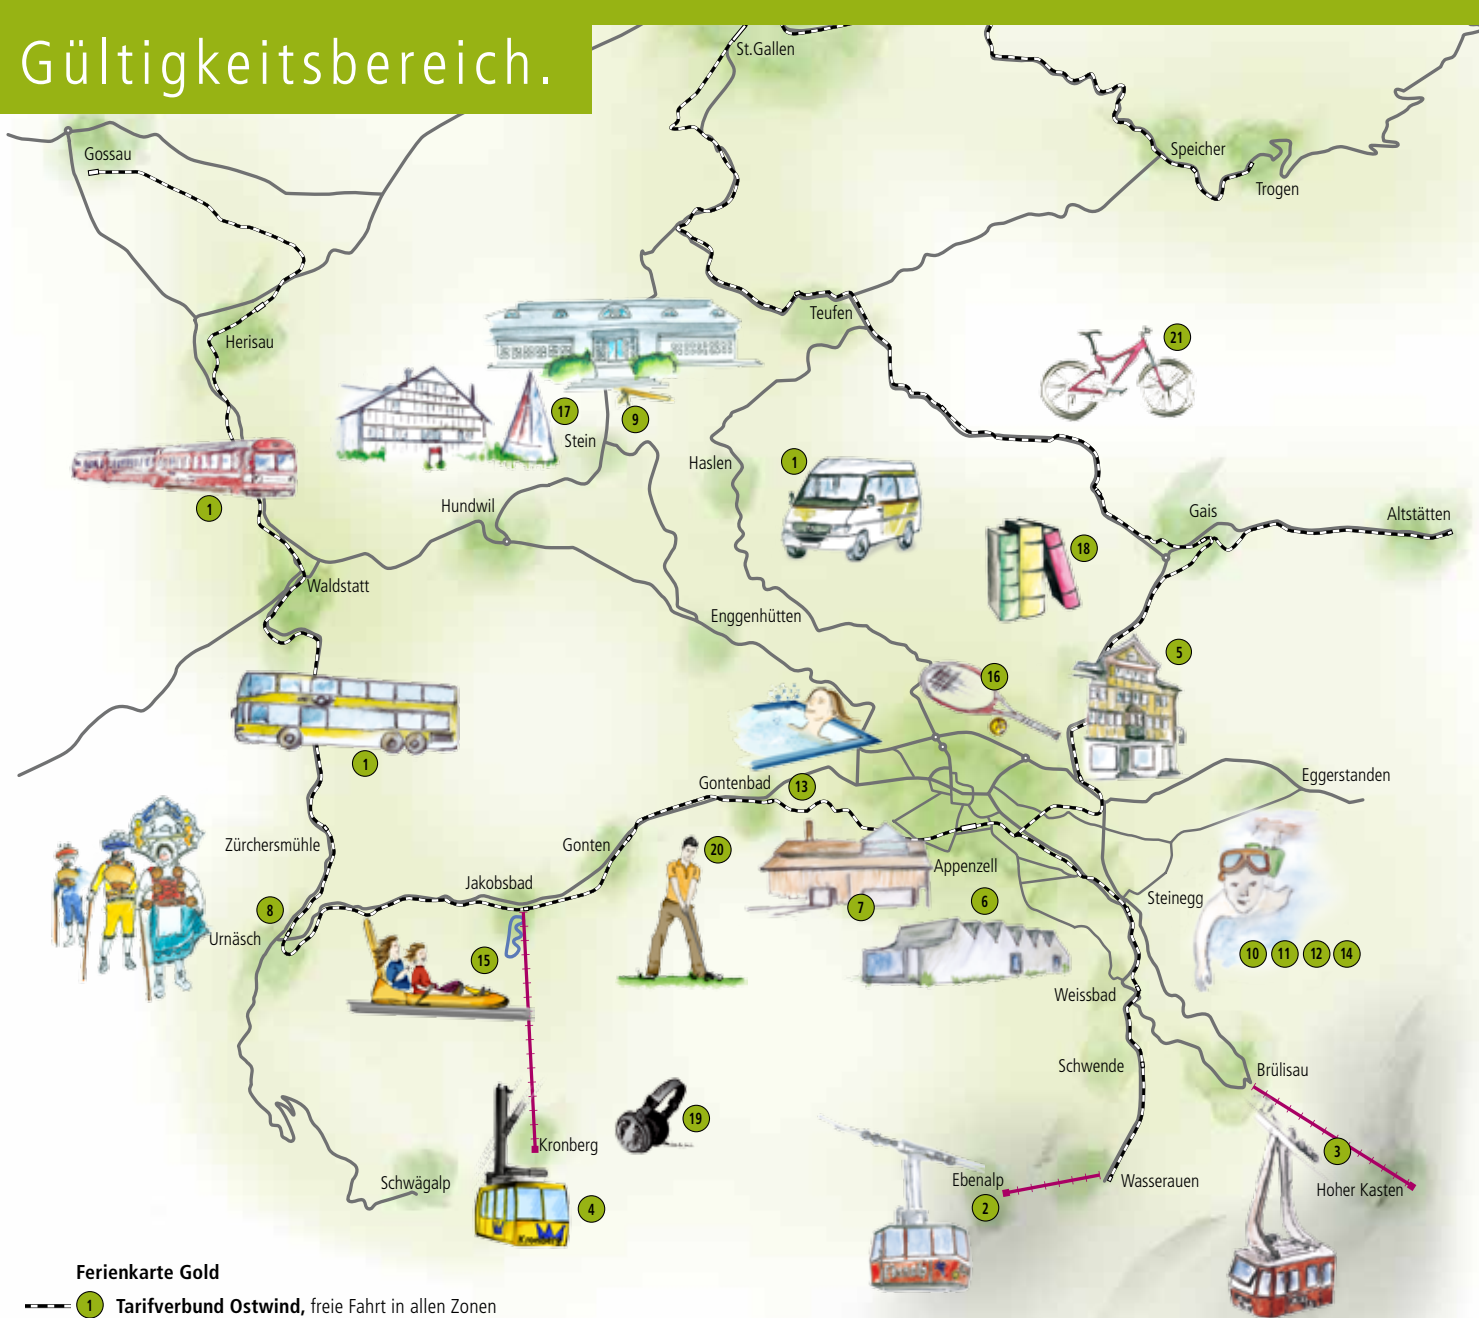 Gültigkeitsbereich.
St.Gallen
Gossau
Speicher
Trogen
Teufen
Herisau
21
17
9
Stein
Haslen
1
1
Hundwil
Gais
Altstätten
18
Waldstatt
Enggenhütten
5
16
1
Gontenbad
13
Eggerstanden
Zürchersmühle
Gonten
20
Appenzell
Jakobsbad
Steinegg
8
7
6
Urnäsch
15
10 11 12 14
Weissbad
Schwende
Brülisau
19
Kronberg
3
Schwägalp
Ebenalp
Wasserauen
Hoher Kasten
4
2
Kronberg
Ferienkarte Gold
1 Tarifverbund Ostwind, freie Fahrt in allen Zonen